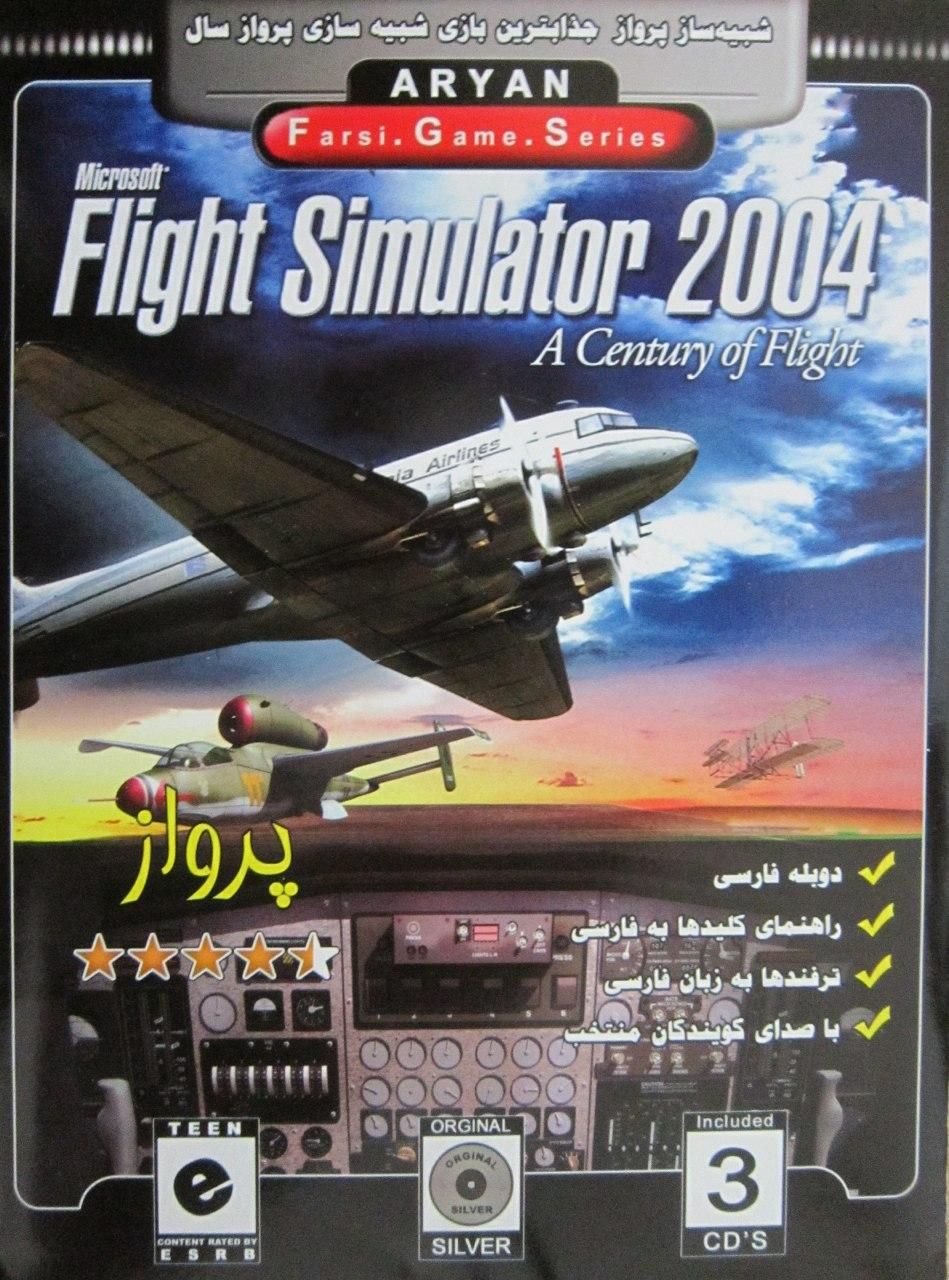 شبیه‌ساز پرواز جذابترین بازی شبیه سازی پرواز سال
ARYAN
Farsi.Game.Series
Microsoft
Flight Simulator 2004
A Century of Flight
ia Airlines
W
پرواز
دوبله فارسی
راهنمای کلیدها به فارسی
ترفندها به زبان فارسی
با صدای گویندگان منتخب
TEEN
e
CONTENT RATED BY
ESRB
ORGINAL
ORGINAL
SILVER
SILVER
Included
3
CD'S